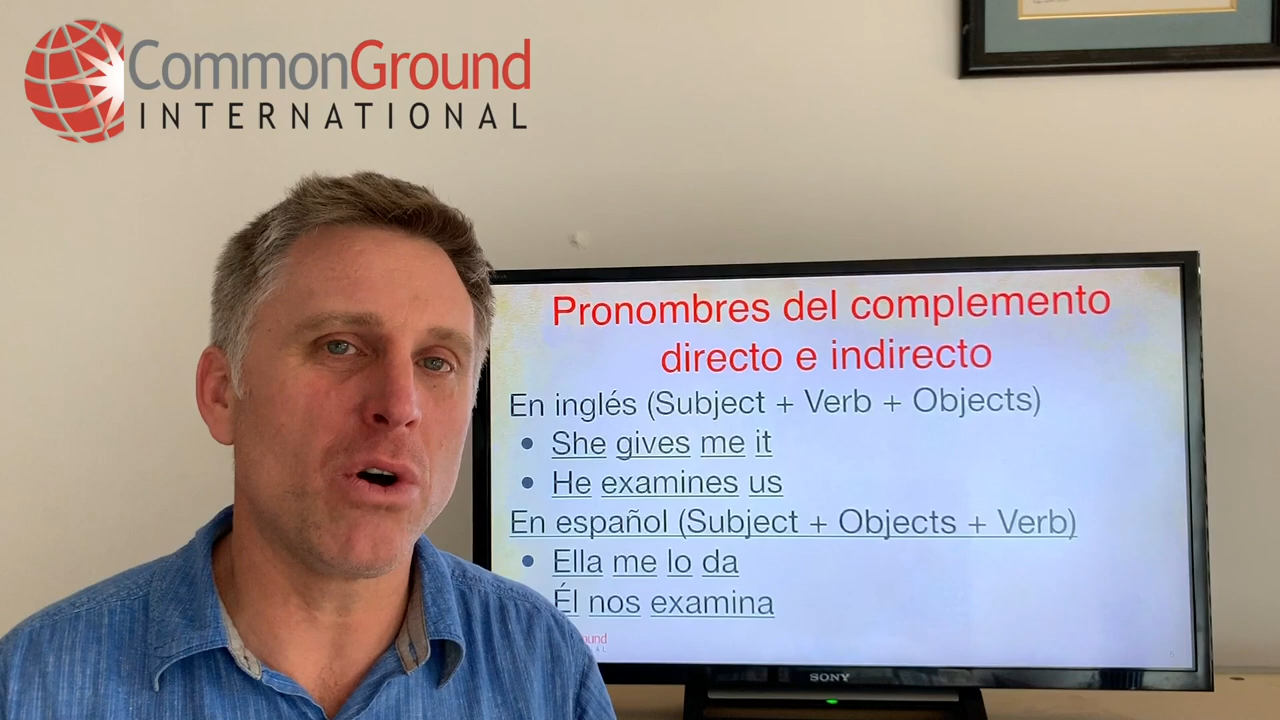 CommonGround
INTERNATIONAL
Pronombres del complemento
directo e indirecto
En inglés (Subject + Verb + Objects)
• She gives me it
• He examines us
En español (Subject + Objects + Verb)
• Ella me lo da
Él nos examina
SONY